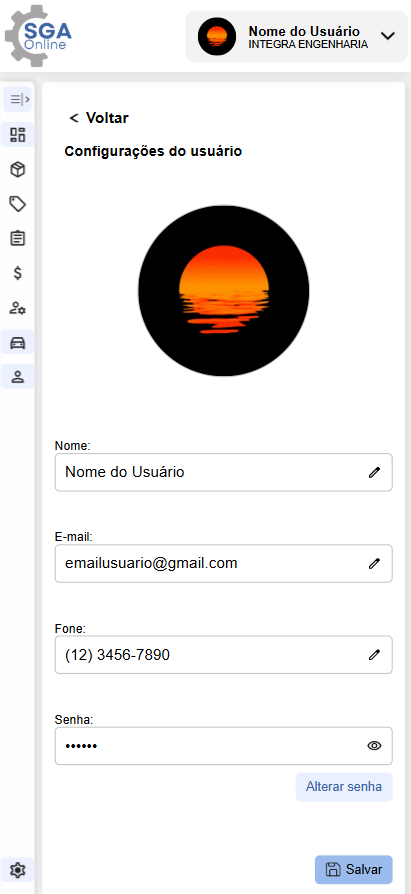 SGA
Online
Nome do Usuário
INTEGRA ENGENHARIA
< Voltar
Configurações do usuário
Nome:
Nome do Usuário
E-mail:
emailusuario@gmail.com
Fone:
(12) 3456-7890
Senha:
••••••
Alterar senha
Salvar